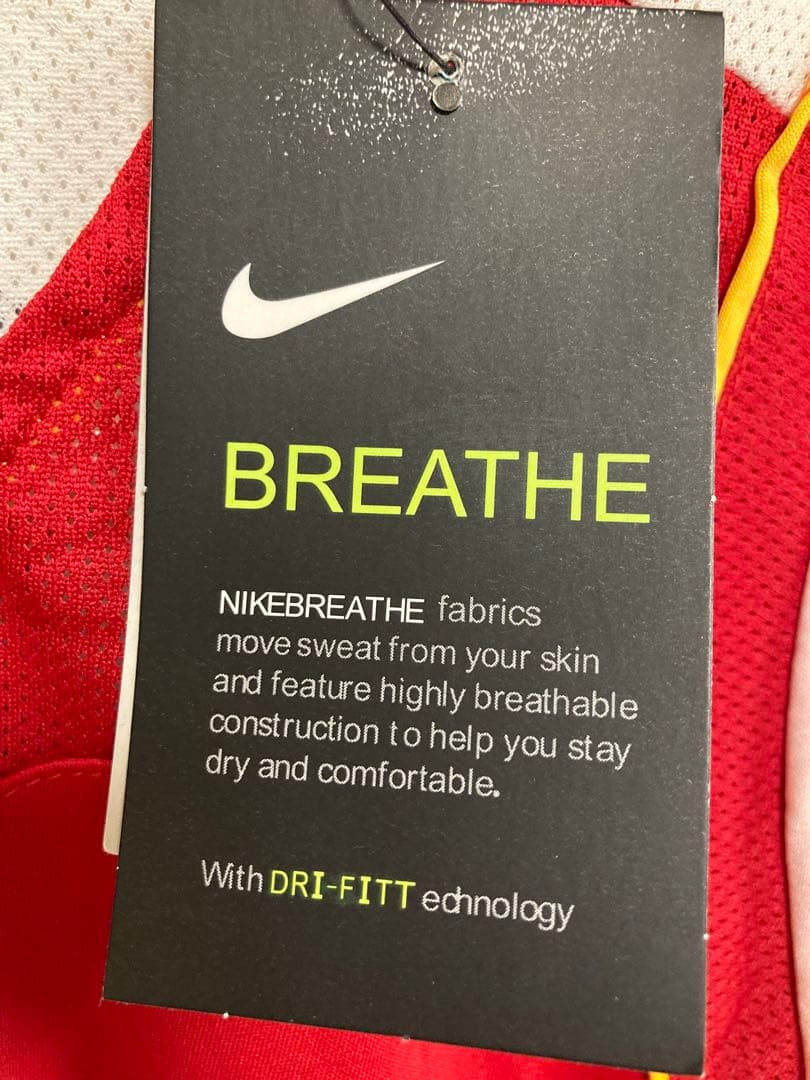 BREATHE
NIKEBREATHE fabrics
move sweat from your skin
and feature highly breathable
construction to help you stay
dry and comfortable.
With DRI-FITT echnology